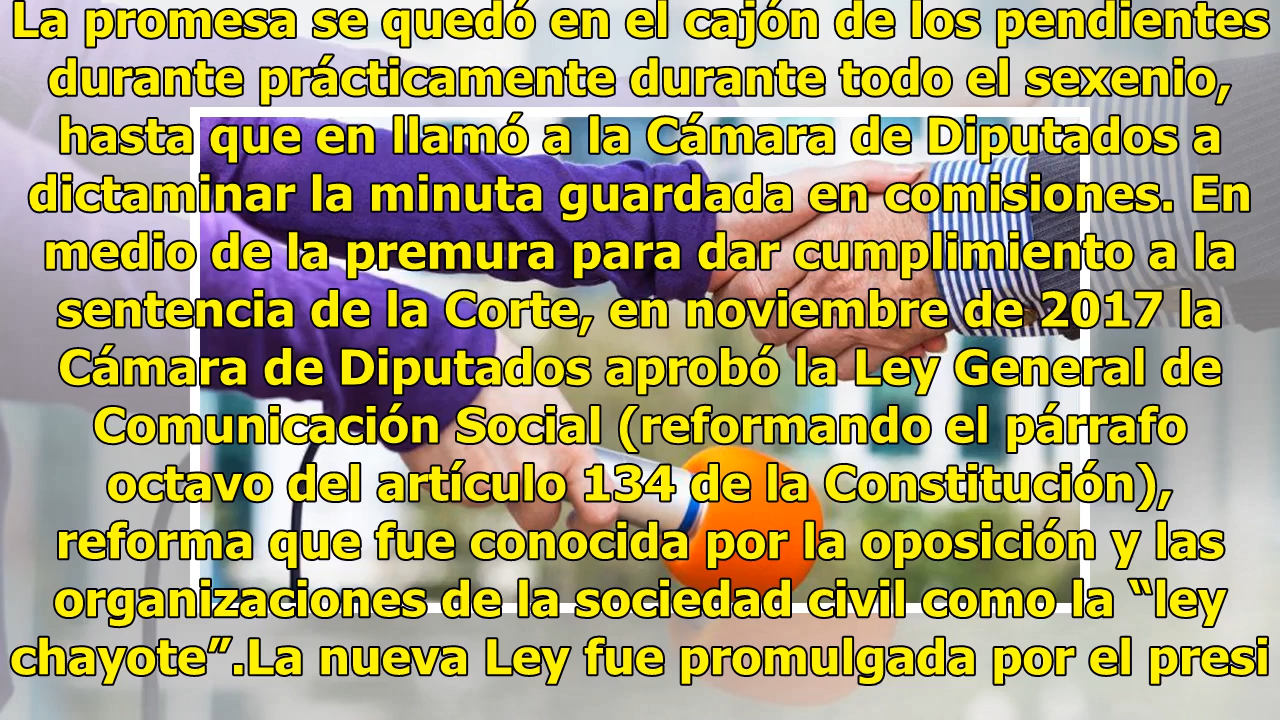 La promesa se quedó en el cajón de los pendientes
durante prácticamente durante todo el sexenio,
hasta que en llamó a la Cámara de Diputados a
dictaminar la minuta guardada en comisiones. En
medio de la premura para dar cumplimiento a la
sentencia de la Corte, en noviembre de 2017 la
Cámara de Diputados aprobó la Ley General de
Comunicación Social (reformando el párrafo
octavo del artículo 134 de la Constitución),
reforma que fue conocida por la oposición y las
organizaciones de la sociedad civil como la “ley
chayote”.La nueva Ley fue promulgada por el presi